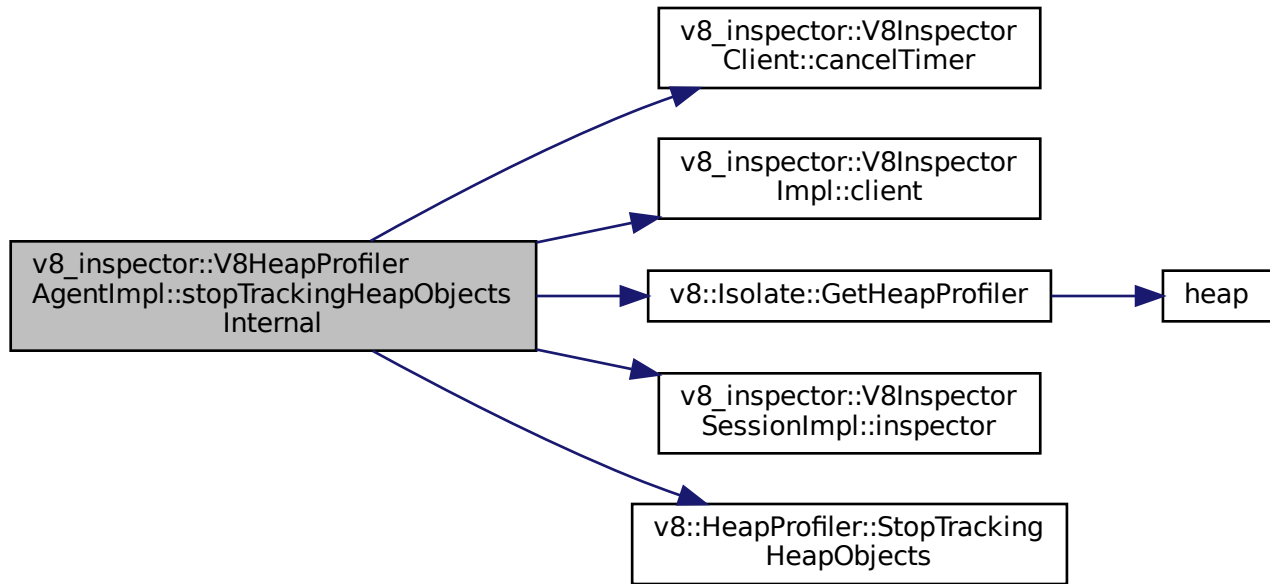 v8_inspector::V8HeapProfiler
AgentImpl::stopTrackingHeapObjects
Internal
v8_inspector::V8Inspector
Client::cancelTimer
v8_inspector::V8Inspector
Impl::client
v8::Isolate::GetHeapProfiler
heap
v8_inspector::V8Inspector
SessionImpl::inspector
v8::HeapProfiler::StopTracking
HeapObjects